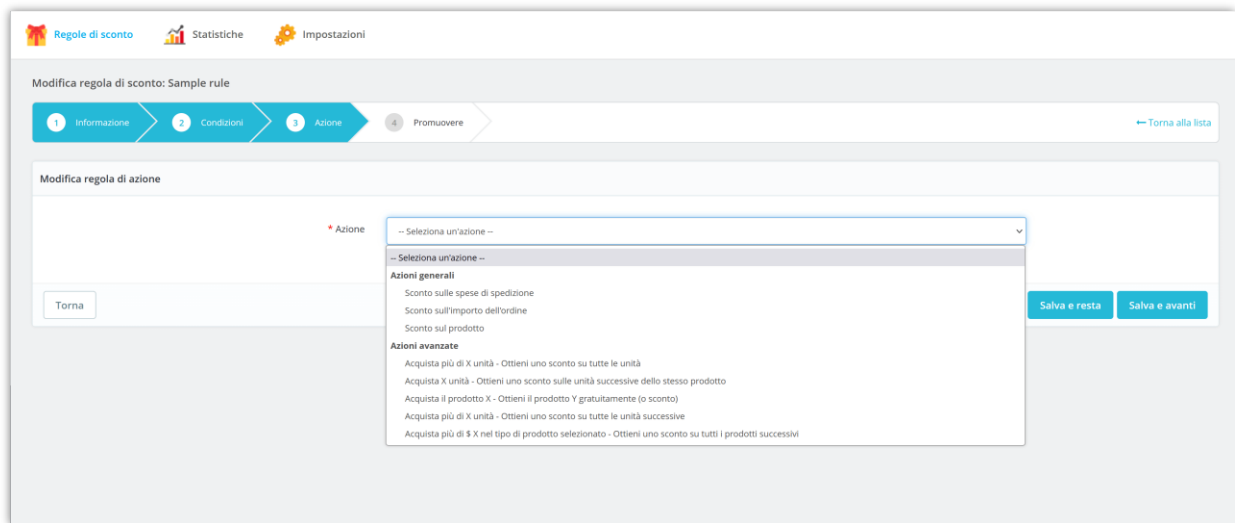 Regole di sconto Statistiche Impostazioni
Modifica regola di sconto: Sample rule
1 Informazione 2 Condizioni 3 Azione 4 Promuovere ←Torna alla lista
Modifica regola di azione
* Azione -- Seleziona un'azione --
-- Seleziona un'azione --
Azioni generali
Sconto sulle spese di spedizione
Sconto sull'importo dell'ordine
Sconto sul prodotto
Azioni avanzate
Acquista più di X unità - Ottieni uno sconto su tutte le unità
Acquista X unità - Ottieni uno sconto sulle unità successive dello stesso prodotto
Acquista il prodotto X - Ottieni il prodotto Y gratuitamente (o sconto)
Acquista più di X unità - Ottieni uno sconto su tutte le unità successive
Acquista più di $ X nel tipo di prodotto selezionato - Ottieni uno sconto su tutti i prodotti successivi
Torna Salva e resta Salva e avanti